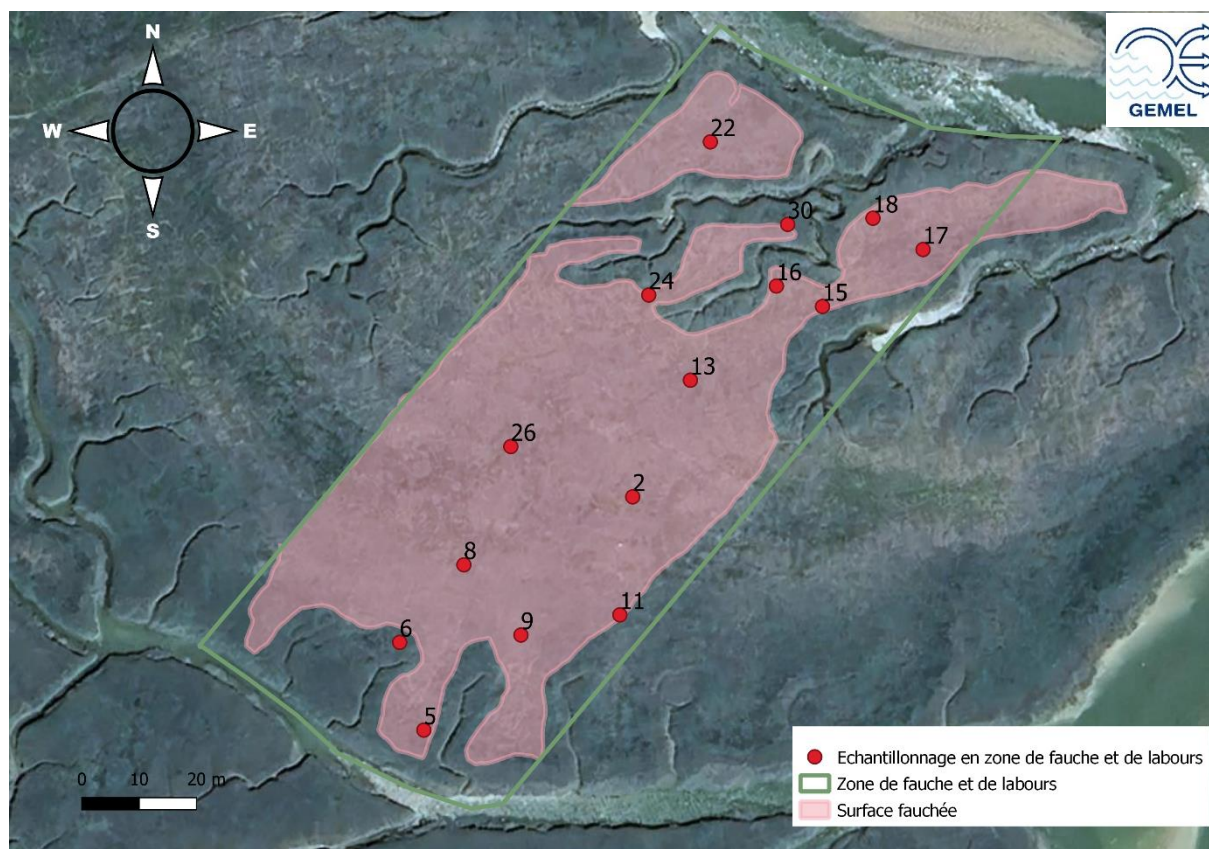 N
W E
S
GEMEL
22
18
30
17
16
24
15
13
26
2
8
11
9
6
5
0 10 20 m
Echantillonnage en zone de fauche et de labours
Zone de fauche et de labours
Surface fauchée